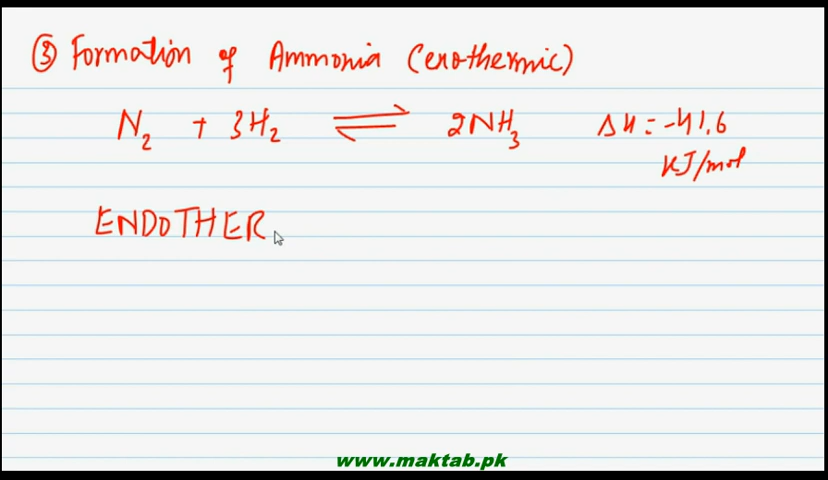 ③ Formation of Ammonia (exothermic)
N₂ + 3H₂ ⇌ 2NH₃ ΔH = -41.6
KJ/mol
ENDOTHER
www.maktab.pk